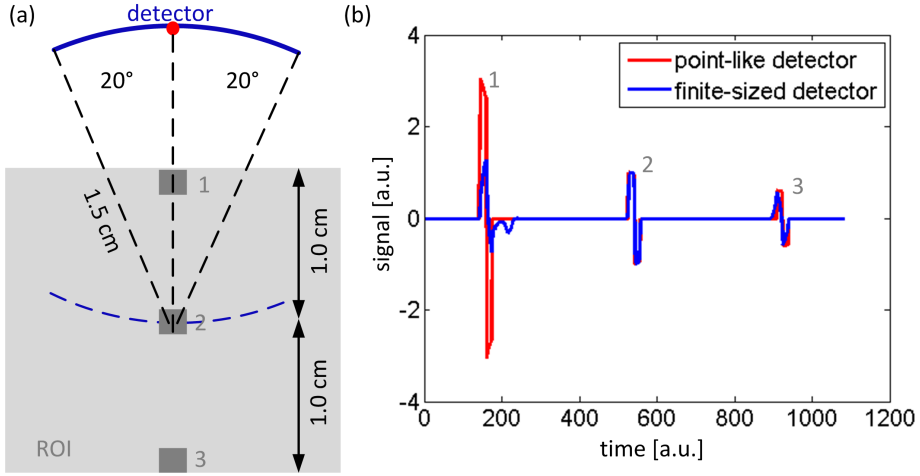 (a)
detector
20°
20°
1
1.5 cm
1.0 cm
2
1.0 cm
ROI
3
(b)
4
2
0
-2
-4
signal [a.u.]
point-like detector
finite-sized detector
1
2
3
0
200
400
600
800
1000
1200
time [a.u.]